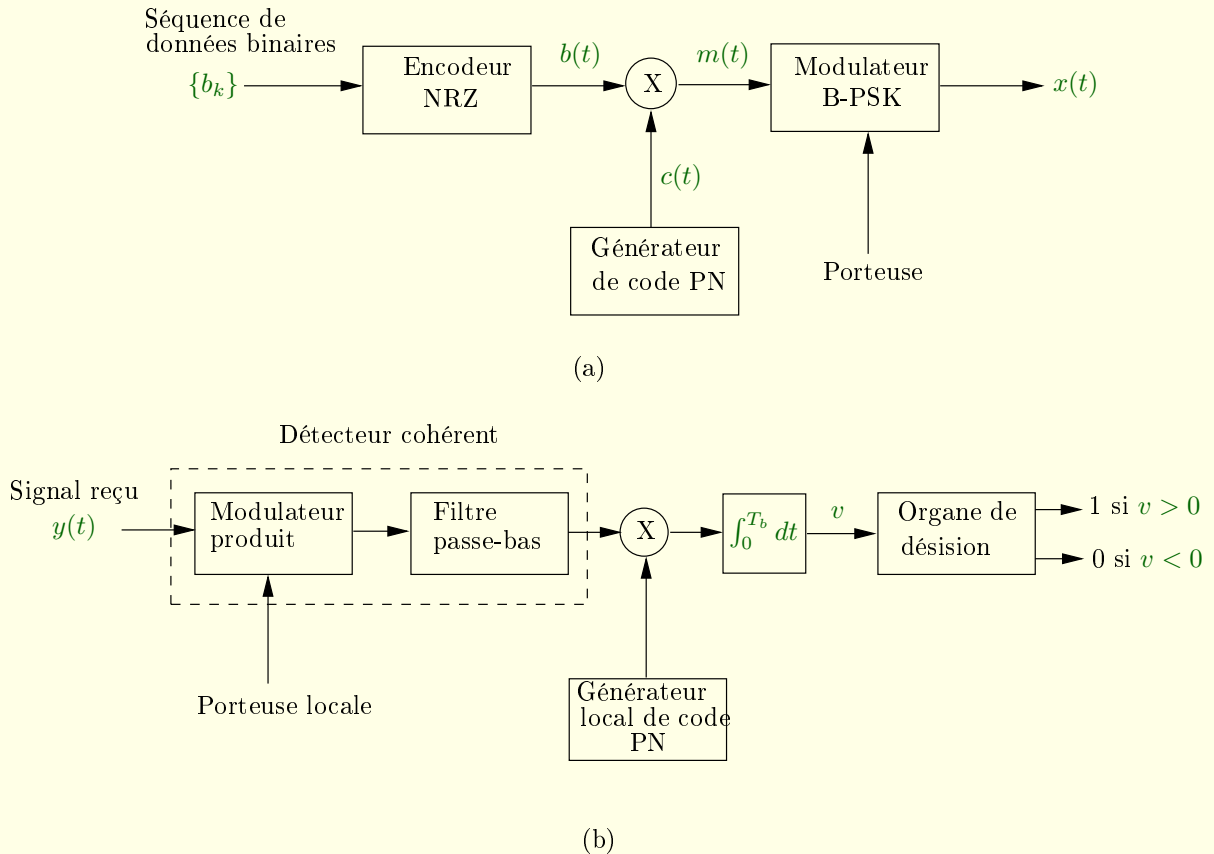 Séquence de
données binaires
{b_k}
Encodeur
NRZ
b(t)
X
m(t)
Modulateur
B-PSK
x(t)
c(t)
Générateur
de code PN
Porteuse
(a)
Détecteur cohérent
Signal reçu
y(t)
Modulateur
produit
Filtre
passe-bas
X
∫_0^{T_b} dt
v
Organe de
désision
1 si v > 0
0 si v < 0
Porteuse locale
Générateur
local de code
PN
(b)